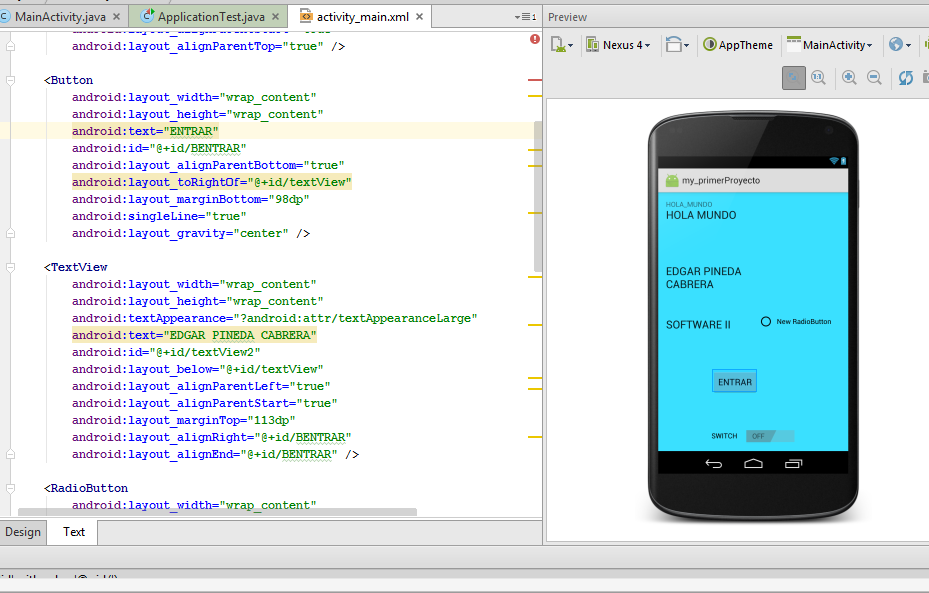 MainActivity.java
ApplicationTest.java
activity_main.xml
1
android:layout_alignParentTop="true" />
<Button
android:layout_width="wrap_content"
android:layout_height="wrap_content"
android:text="ENTRAR"
android:id="@+id/BENTRAR"
android:layout_alignParentBottom="true"
android:layout_toRightOf="@+id/textView"
android:layout_marginBottom="98dp"
android:singleLine="true"
android:layout_gravity="center" />
<TextView
android:layout_width="wrap_content"
android:layout_height="wrap_content"
android:textAppearance="?android:attr/textAppearanceLarge"
android:text="EDGAR PINEDA CABRERA"
android:id="@+id/textView2"
android:layout_below="@+id/textView"
android:layout_alignParentLeft="true"
android:layout_alignParentStart="true"
android:layout_marginTop="113dp"
android:layout_alignRight="@+id/BENTRAR"
android:layout_alignEnd="@+id/BENTRAR" />
<RadioButton
android:layout_width="wrap_content"
Design
Text
Preview
Nexus 4
AppTheme
MainActivity
1:1
my_primerProyecto
HOLA_MUNDO
HOLA MUNDO
EDGAR PINEDA
CABRERA
SOFTWARE II
New RadioButton
ENTRAR
SWITCH
OFF